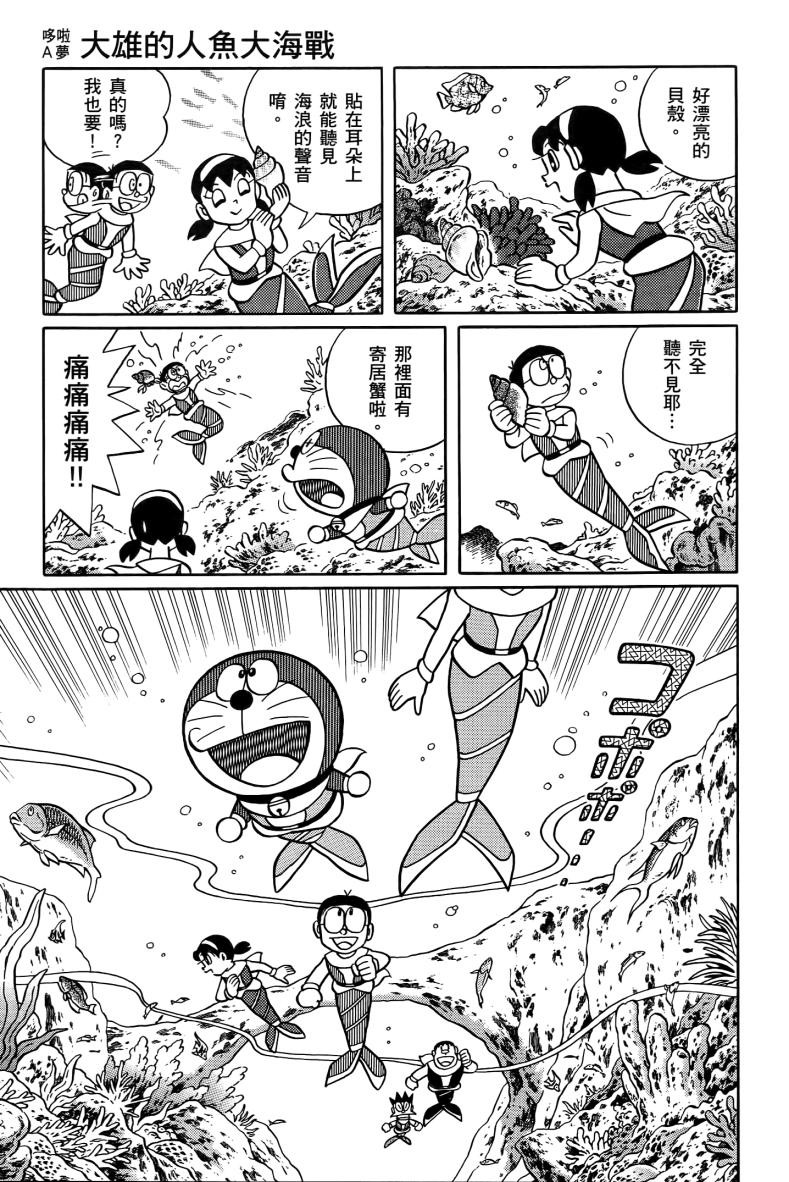 哆啦
A夢
大雄的人魚大海戰
好漂亮的
貝殼。
貼在耳朵上
就能聽見
海浪的聲音
唷。
真的嗎？
我也要！
完全
聽不見耶…
那裡面有
寄居蟹啦。
痛痛痛痛!!
コポポ…